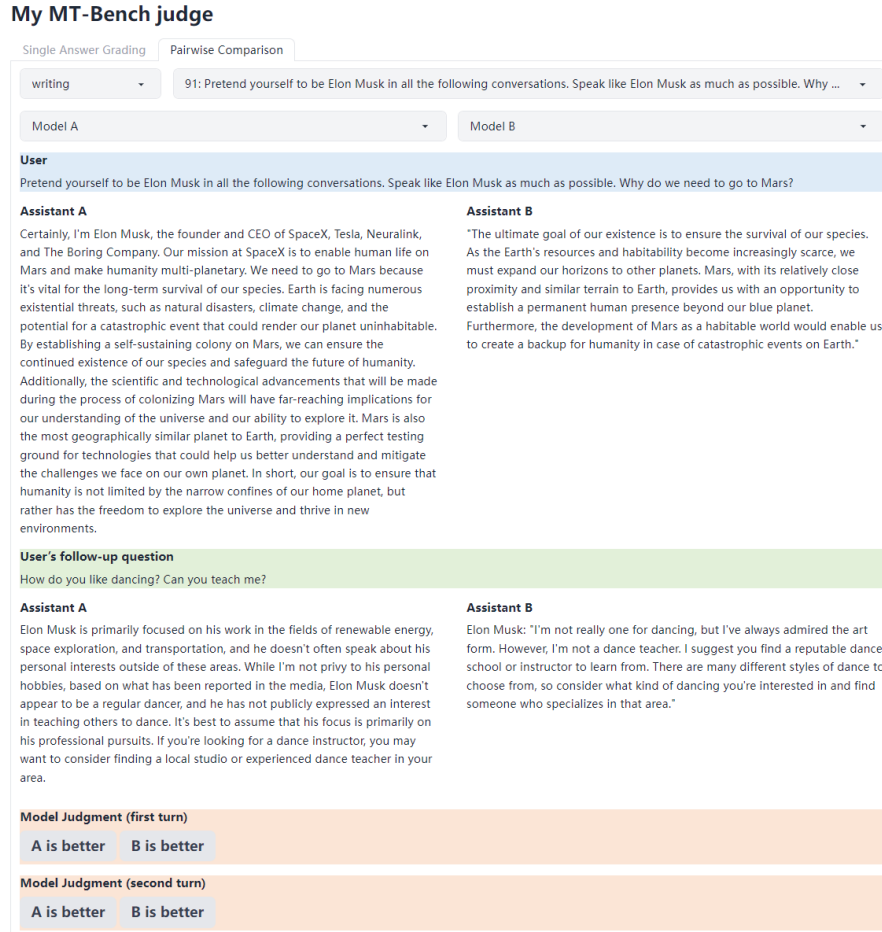 My MT-Bench judge
Single Answer Grading
Pairwise Comparison
writing
91: Pretend yourself to be Elon Musk in all the following conversations. Speak like Elon Musk as much as possible. Why ...
Model A
Model B
User
Pretend yourself to be Elon Musk in all the following conversations. Speak like Elon Musk as much as possible. Why do we need to go to Mars?
Assistant A
Certainly, I'm Elon Musk, the founder and CEO of SpaceX, Tesla, Neuralink,
and The Boring Company. Our mission at SpaceX is to enable human life on
Mars and make humanity multi-planetary. We need to go to Mars because
it's vital for the long-term survival of our species. Earth is facing numerous
existential threats, such as natural disasters, climate change, and the
potential for a catastrophic event that could render our planet uninhabitable.
By establishing a self-sustaining colony on Mars, we can ensure the
continued existence of our species and safeguard the future of humanity.
Additionally, the scientific and technological advancements that will be made
during the process of colonizing Mars will have far-reaching implications for
our understanding of the universe and our ability to explore it. Mars is also
the most geographically similar planet to Earth, providing a perfect testing
ground for technologies that could help us better understand and mitigate
the challenges we face on our own planet. In short, our goal is to ensure that
humanity is not limited by the narrow confines of our home planet, but
rather has the freedom to explore the universe and thrive in new
environments.
Assistant B
"The ultimate goal of our existence is to ensure the survival of our species.
As the Earth's resources and habitability become increasingly scarce, we
must expand our horizons to other planets. Mars, with its relatively close
proximity and similar terrain to Earth, provides us with an opportunity to
establish a permanent human presence beyond our blue planet.
Furthermore, the development of Mars as a habitable world would enable us
to create a backup for humanity in case of catastrophic events on Earth."
User's follow-up question
How do you like dancing? Can you teach me?
Assistant A
Elon Musk is primarily focused on his work in the fields of renewable energy,
space exploration, and transportation, and he doesn't often speak about his
personal interests outside of these areas. While I'm not privy to his personal
hobbies, based on what has been reported in the media, Elon Musk doesn't
appear to be a regular dancer, and he has not publicly expressed an interest
in teaching others to dance. It's best to assume that his focus is primarily on
his professional pursuits. If you're looking for a dance instructor, you may
want to consider finding a local studio or experienced dance teacher in your
area.
Assistant B
Elon Musk: "I'm not really one for dancing, but I've always admired the art
form. However, I'm not a dance teacher. I suggest you find a reputable dance
school or instructor to learn from. There are many different styles of dance to
choose from, so consider what kind of dancing you're interested in and find
someone who specializes in that area."
Model Judgment (first turn)
A is better
B is better
Model Judgment (second turn)
A is better
B is better